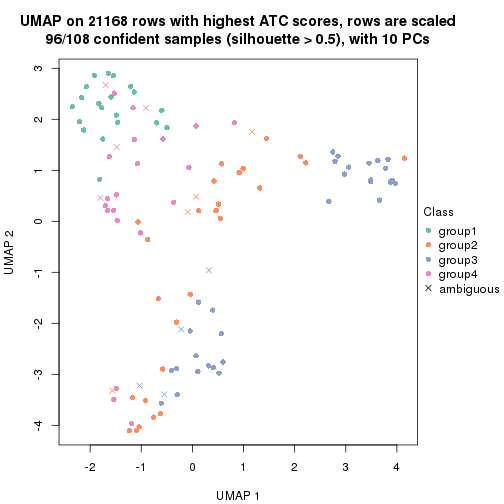 UMAP on 21168 rows with highest ATC scores, rows are scaled
96/108 confident samples (silhouette > 0.5), with 10 PCs
3
2
1
0
-1
-2
-3
-4
UMAP 2
-2
-1
0
1
2
3
4
UMAP 1
Class
group1
group2
group3
group4
ambiguous